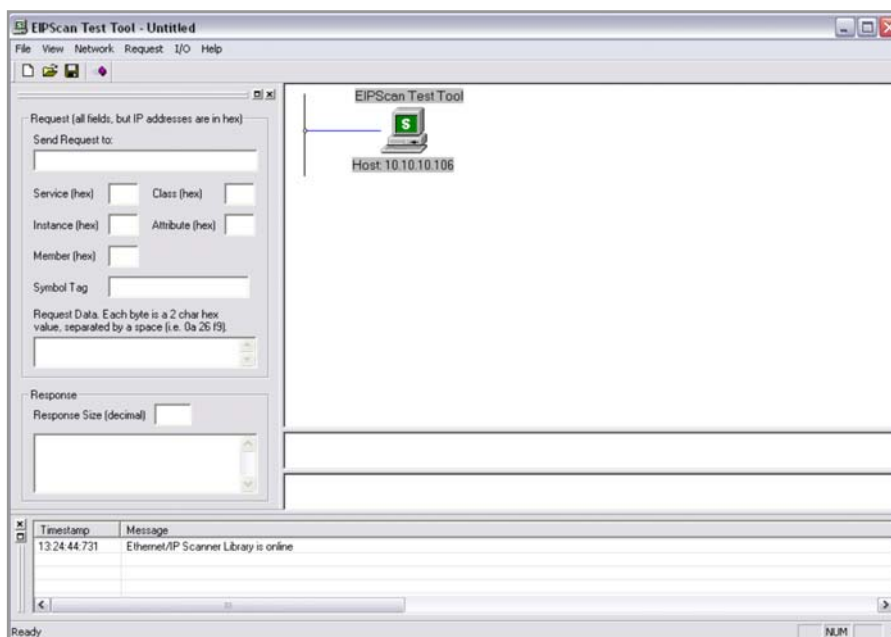 EIPScan Test Tool - Untitled
File View Network Request I/O Help
Request (all fields, but IP addresses are in hex)
Send Request to:
Service (hex) Class (hex)
Instance (hex) Attribute (hex)
Member (hex)
Symbol Tag
Request Data. Each byte is a 2 char hex
value, separated by a space (i.e. 0a 26 f9).
Response
Response Size (decimal)
EIPScan Test Tool
S
Host: 10.10.10.106
Timestamp Message
13:24:44:731 Ethernet/IP Scanner Library is online
Ready NUM